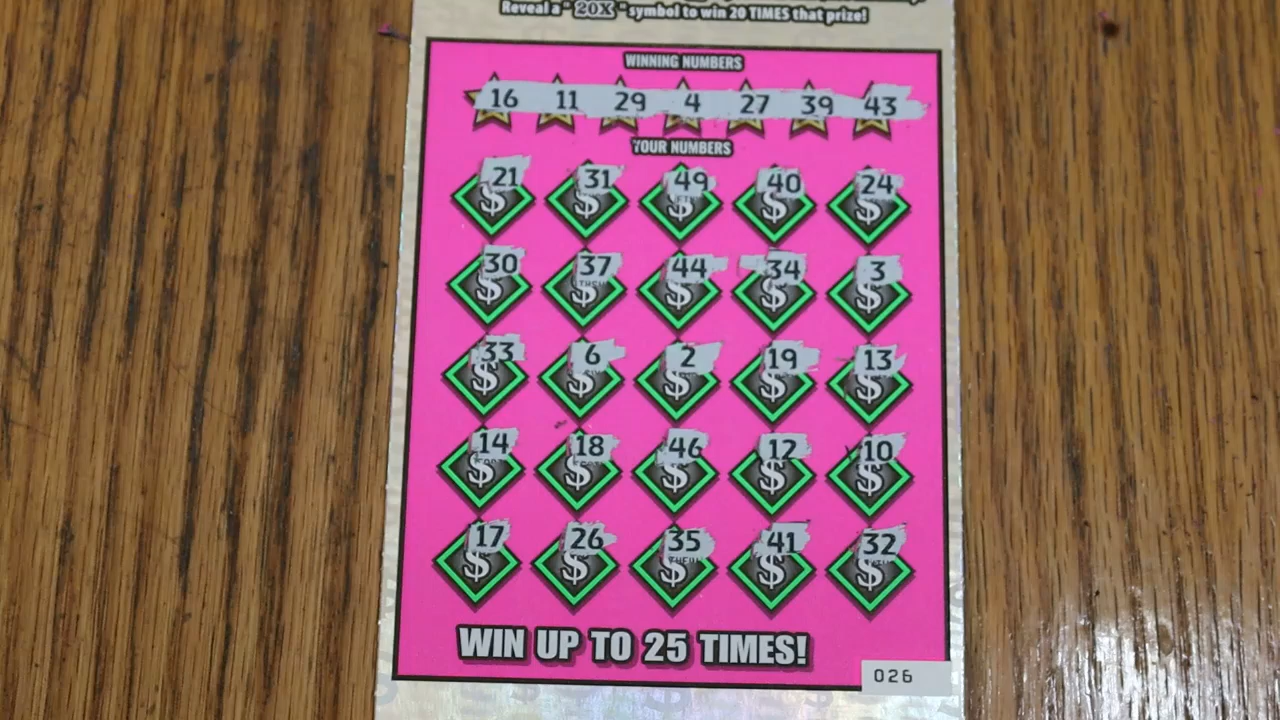 Reveal a "20X" symbol to win 20 TIMES that prize!
WINNING NUMBERS
16 11 29 4 27 39 43
YOUR NUMBERS
21 31 49 40 24
$ $ $ $ $
30 37 44 34 3
$ $ $ $ $
33 6 2 19 13
$ $ $ $ $
14 18 46 12 10
$ $ $ $ $
17 26 35 41 32
$ $ $ $ $
WIN UP TO 25 TIMES!
026